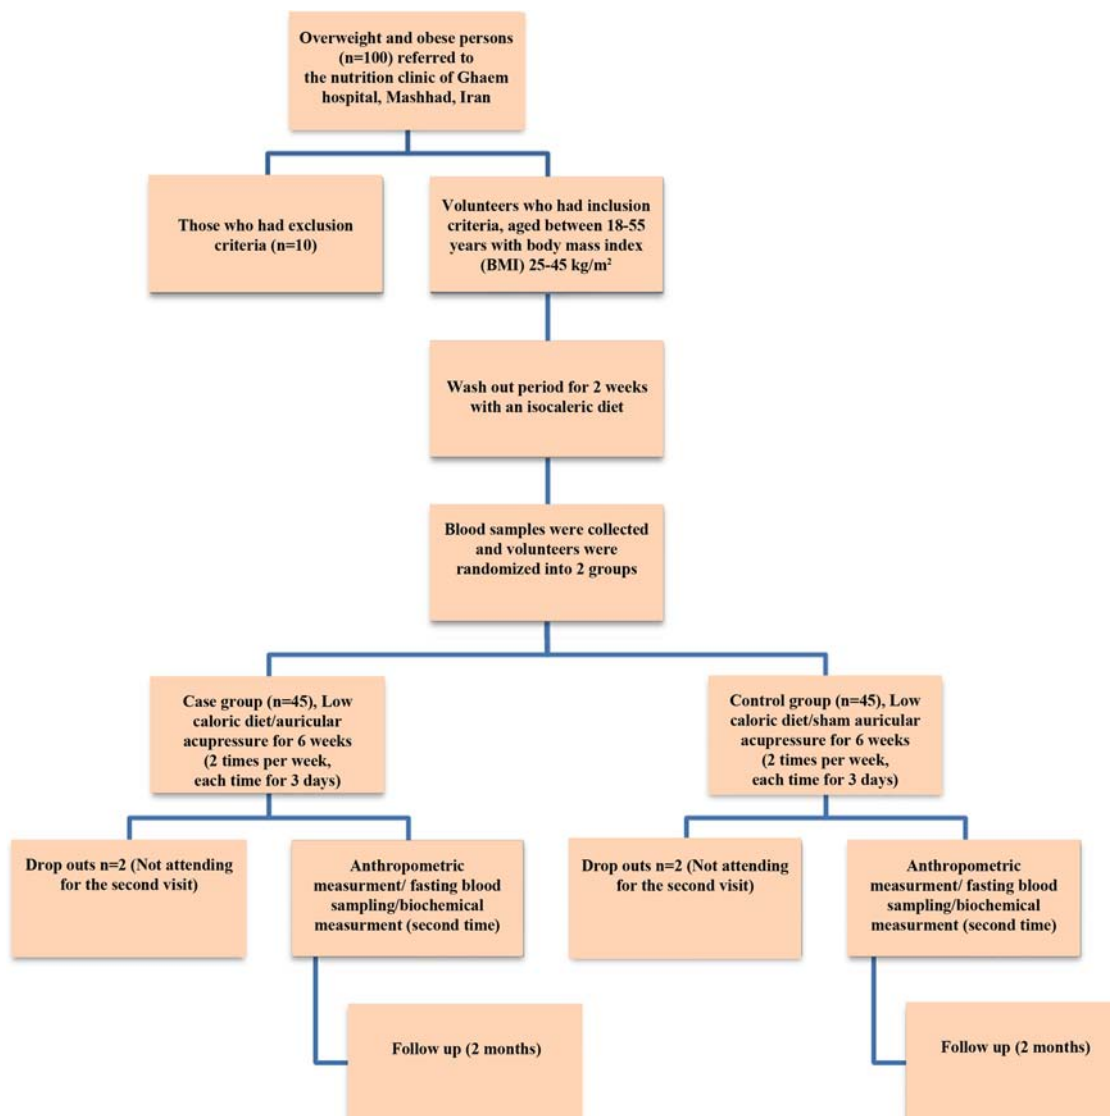 Overweight and obese persons
(n=100) referred to
the nutrition clinic of Ghaem
hospital, Mashhad, Iran
Those who had exclusion
criteria (n=10)
Volunteers who had inclusion
criteria, aged between 18-55
years with body mass index
(BMI) 25-45 kg/m²
Wash out period for 2 weeks
with an isocaleric diet
Blood samples were collected
and volunteers were
randomized into 2 groups
Case group (n=45), Low
caloric diet/auricular
acupressure for 6 weeks
(2 times per week,
each time for 3 days)
Control group (n=45), Low
caloric diet/sham auricular
acupressure for 6 weeks
(2 times per week,
each time for 3 days)
Drop outs n=2 (Not attending
for the second visit)
Anthropometric
measurment/ fasting blood
sampling/biochemical
measurment (second time)
Drop outs n=2 (Not attending
for the second visit)
Anthropometric
measurment/ fasting blood
sampling/biochemical
measurment (second time)
Follow up (2 months)
Follow up (2 months)